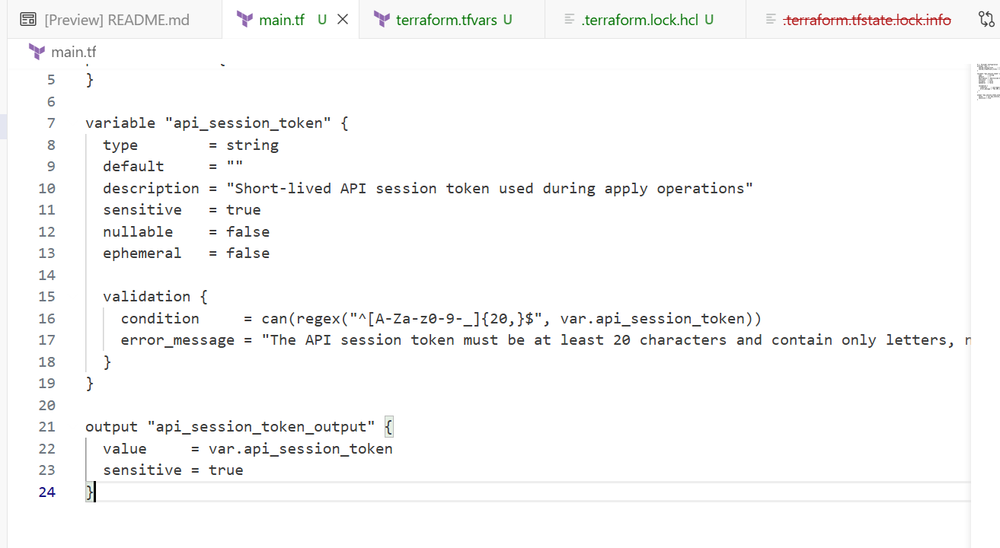 [Preview] README.md main.tf U terraform.tfvars U .terraform.lock.hcl U .terraform.tfstate.lock.info
main.tf
5 }
6
7 variable "api_session_token" {
8 type = string
9 default = ""
10 description = "Short-lived API session token used during apply operations"
11 sensitive = true
12 nullable = false
13 ephemeral = false
14
15 validation {
16 condition = can(regex("^[A-Za-z0-9-_]{20,}$", var.api_session_token))
17 error_message = "The API session token must be at least 20 characters and contain only letters,
18 }
19 }
20
21 output "api_session_token_output" {
22 value = var.api_session_token
23 sensitive = true
24 }